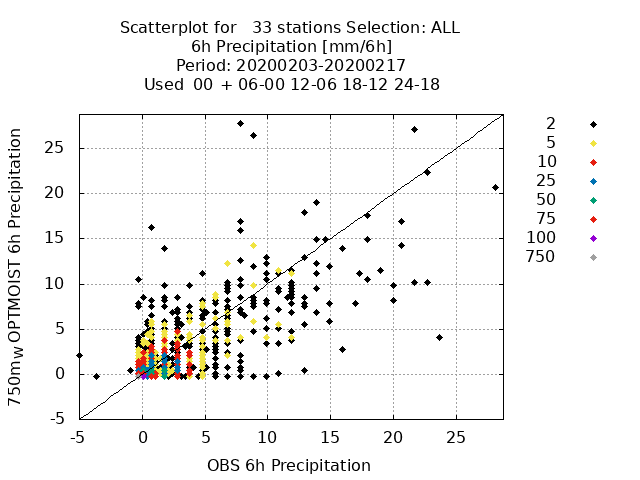 Scatterplot for   33 stations Selection: ALL
6h Precipitation [mm/6h]
Period: 20200203-20200217
Used  00 + 06-00 12-06 18-12 24-18
750m_W OPTMOIST 6h Precipitation
25
20
15
10
5
0
-5
-5 0 5 10 15 20 25
OBS 6h Precipitation
2
5
10
25
50
75
100
750